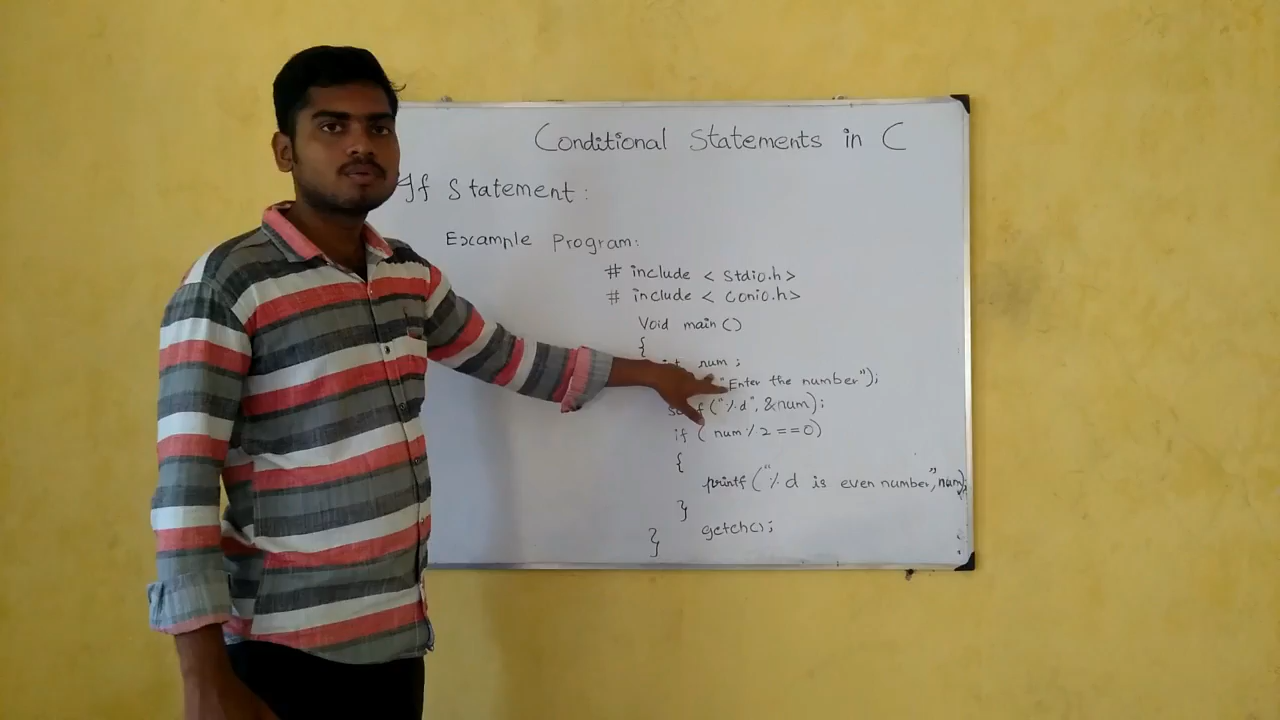 Conditional Statements in C
If Statement:
Example Program:
# include < Stdio.h>
# include < Conio.h>
Void main ()
{
num ;
"Enter the number");
("%d", &num);
if ( num % 2 == 0)
{
printf ("%d is even number", num);
}
getch();
}